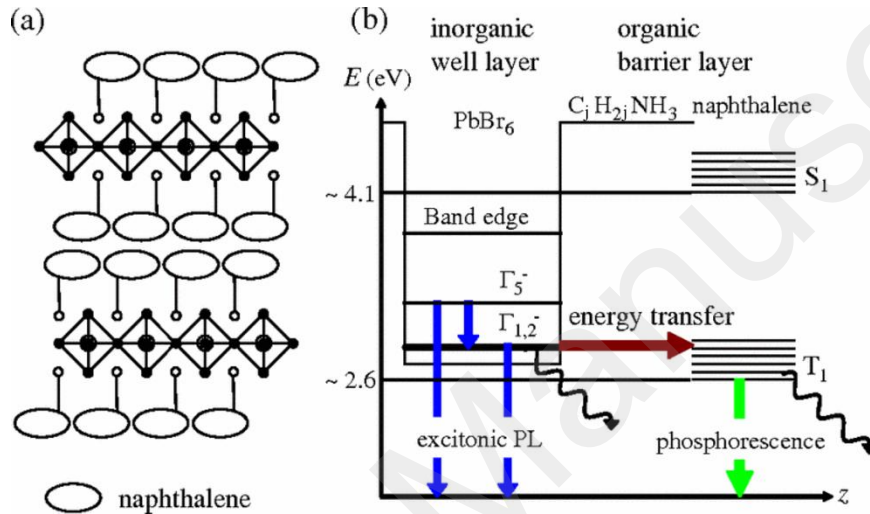 (a)
naphthalene
(b)
inorganic
well layer
organic
barrier layer
E (eV)
PbBr₆
CⱼH₂ⱼNH₃
naphthalene
S₁
~ 4.1
Band edge
Γ₅⁻
Γ₁,₂⁻
energy transfer
T₁
~ 2.6
excitonic PL
phosphorescence
z
Manus